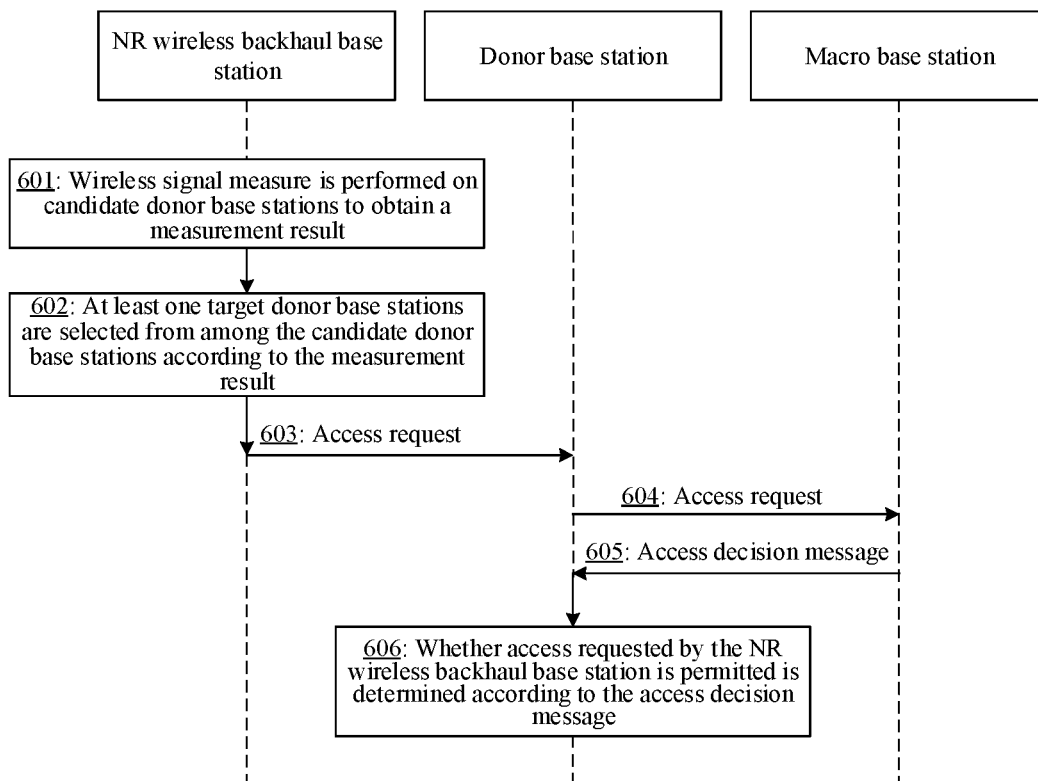 NR wireless backhaul base
station
Donor base station
Macro base station
601: Wireless signal measure is performed on
candidate donor base stations to obtain a
measurement result
602: At least one target donor base stations
are selected from among the candidate donor
base stations according to the measurement
result
603: Access request
604: Access request
605: Access decision message
606: Whether access requested by the NR
wireless backhaul base station is permitted is
determined according to the access decision
message